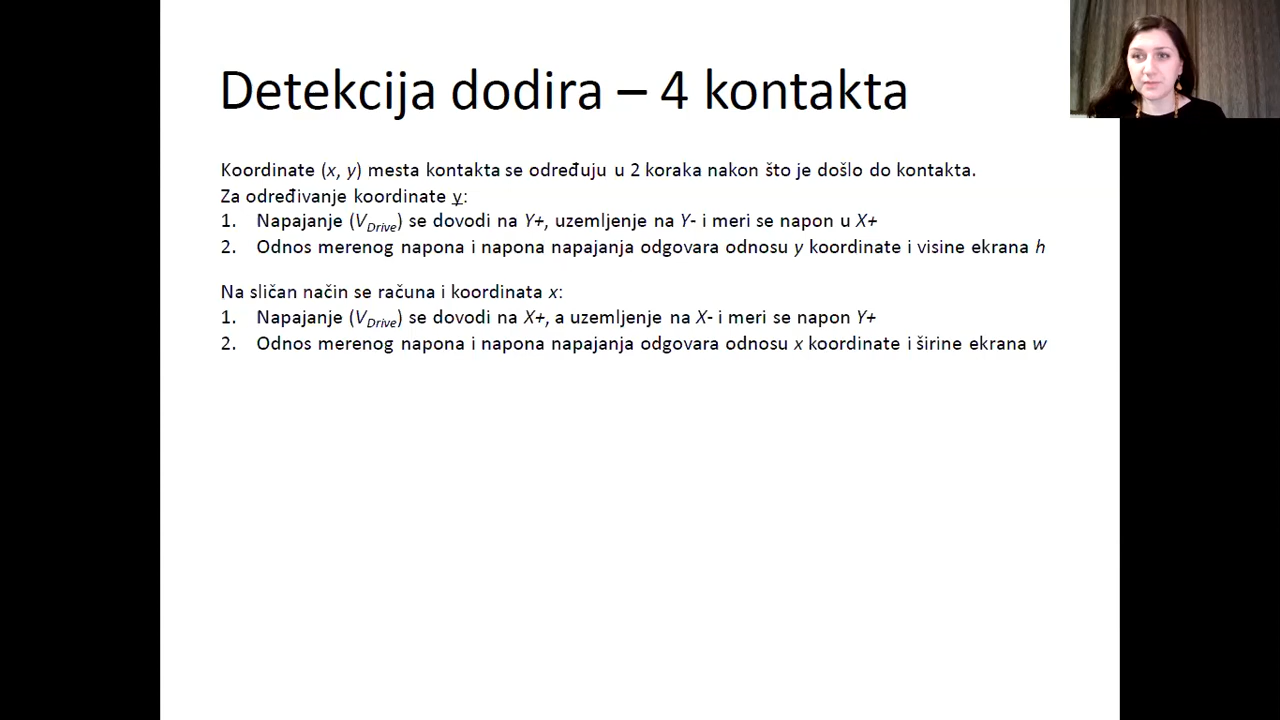 Detekcija dodira – 4 kontakta
Koordinate (x, y) mesta kontakta se određuju u 2 koraka nakon što je došlo do kontakta.
Za određivanje koordinate y:
1. Napajanje (VDrive) se dovodi na Y+, uzemljenje na Y- i meri se napon u X+
2. Odnos merenog napona i napona napajanja odgovara odnosu y koordinate i visine ekrana h
Na sličan način se računa i koordinata x:
1. Napajanje (VDrive) se dovodi na X+, a uzemljenje na X- i meri se napon Y+
2. Odnos merenog napona i napona napajanja odgovara odnosu x koordinate i širine ekrana w